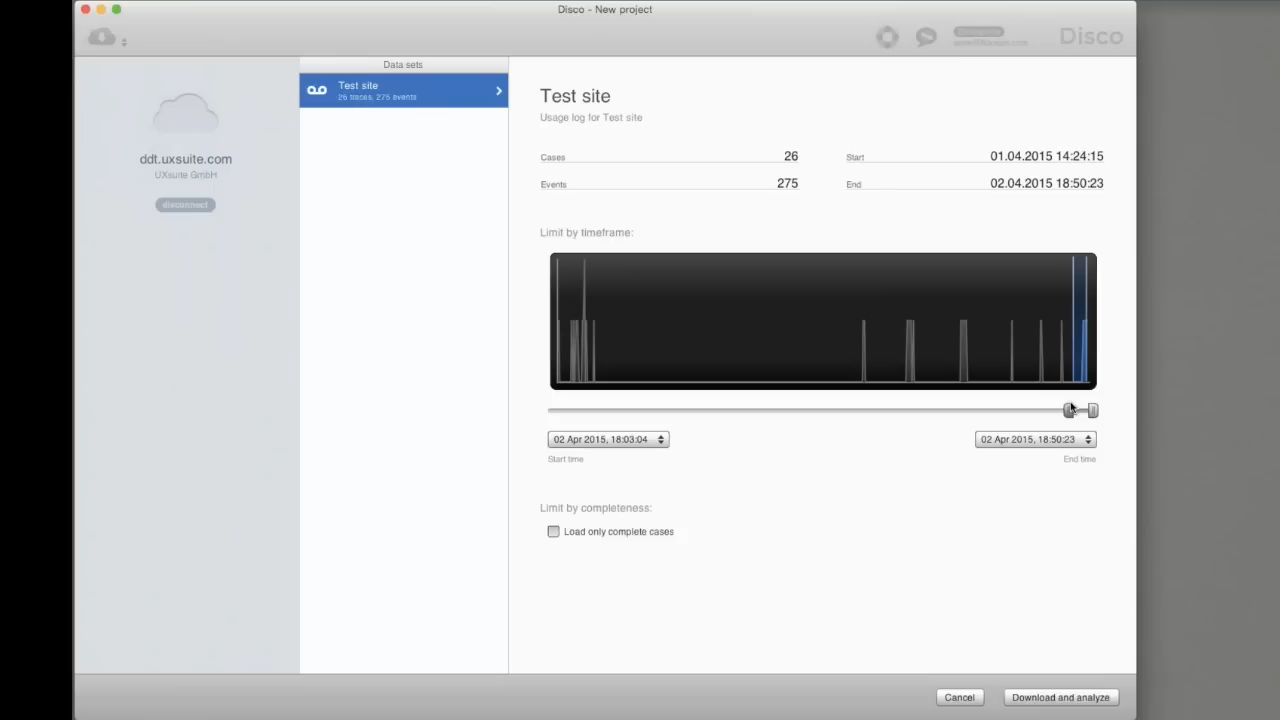 Disco - New project
Disco
Data sets
ddt.uxsuite.com
UXsuite GmbH
disconnect
Test site
26 traces, 275 events
Test site
Usage log for Test site
Cases 26 Start 01.04.2015 14:24:15
Events 275 End 02.04.2015 18:50:23
Limit by timeframe:
02 Apr 2015, 18:03:04 02 Apr 2015, 18:50:23
Start time End time
Limit by completeness:
Load only complete cases
Cancel Download and analyze